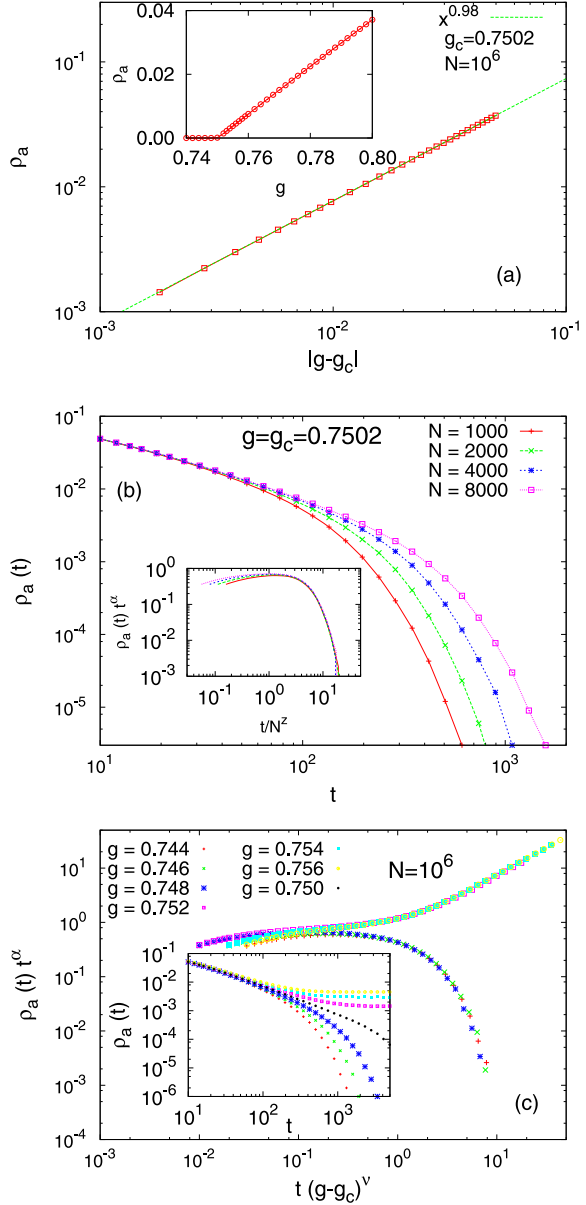 x^0.98
g_c=0.7502
N=10^6
ρ_a
10^-1
10^-2
10^-3
ρ_a
0.04
0.02
0.00
0.74 0.76 0.78 0.80
g
(a)
10^-3 10^-2 10^-1
|g-g_c|
g=g_c=0.7502
N = 1000
N = 2000
N = 4000
N = 8000
(b)
ρ_a (t)
10^-1
10^-2
10^-3
10^-4
10^-5
ρ_a (t) t^α
10^0
10^-1
10^-2
10^-3
10^-1 10^0 10^1
t/N^z
10^1 10^2 10^3
t
g = 0.744
g = 0.746
g = 0.748
g = 0.752
g = 0.754
g = 0.756
g = 0.750
N=10^6
ρ_a (t) t^α
10^1
10^0
10^-1
10^-2
10^-3
10^-4
ρ_a (t)
10^-1
10^-2
10^-3
10^-4
10^-5
10^-6
10^1 10^2 10^3
t
(c)
10^-3 10^-2 10^-1 10^0 10^1
t (g-g_c)^ν